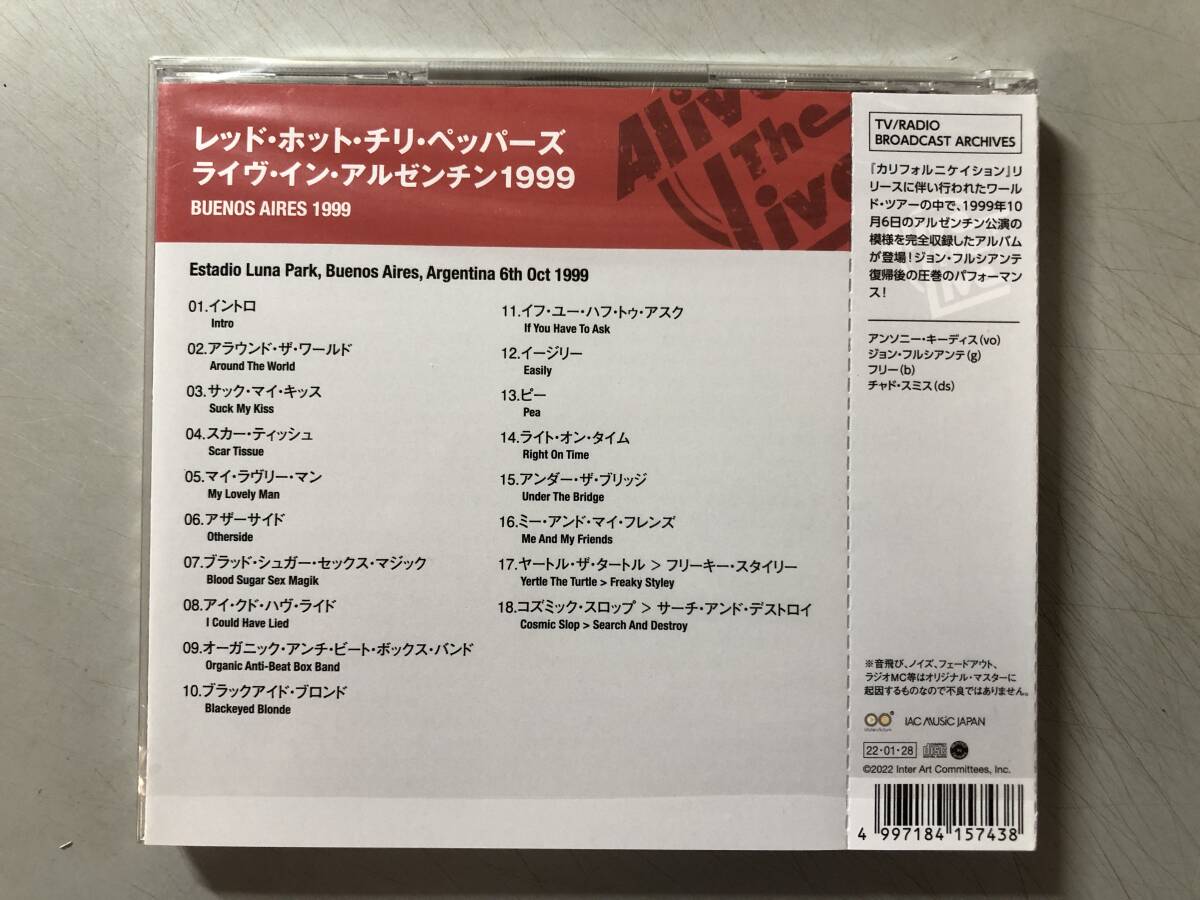 レッド・ホット・チリ・ペッパーズ
ライヴ・イン・アルゼンチン1999
BUENOS AIRES 1999
Alive
The
Live
Estadio Luna Park, Buenos Aires, Argentina 6th Oct 1999
01.イントロ
Intro
02.アラウンド・ザ・ワールド
Around The World
03.サック・マイ・キッス
Suck My Kiss
04.スカー・ティッシュ
Scar Tissue
05.マイ・ラヴリー・マン
My Lovely Man
06.アザーサイド
Otherside
07.ブラッド・シュガー・セックス・マジック
Blood Sugar Sex Magik
08.アイ・クド・ハヴ・ライド
I Could Have Lied
09.オーガニック・アンチ・ビート・ボックス・バンド
Organic Anti-Beat Box Band
10.ブラックアイド・ブロンド
Blackeyed Blonde
11.イフ・ユー・ハフ・トゥ・アスク
If You Have To Ask
12.イージリー
Easily
13.ピー
Pea
14.ライト・オン・タイム
Right On Time
15.アンダー・ザ・ブリッジ
Under The Bridge
16.ミー・アンド・マイ・フレンズ
Me And My Friends
17.ヤートル・ザ・タートル > フリーキー・スタイリー
Yertle The Turtle > Freaky Styley
18.コズミック・スロップ > サーチ・アンド・デストロイ
Cosmic Slop > Search And Destroy
TV/RADIO
BROADCAST ARCHIVES
『カリフォルニケイション』リ
リースに伴い行われたワール
ド・ツアーの中で、1999年10
月6日のアルゼンチン公演の
模様を完全収録したアルバム
が登場！ジョン・フルシアンテ
復帰後の圧巻のパフォーマン
ス！
アンソニー・キーディス(vo)
ジョン・フルシアンテ(g)
フリー(b)
チャド・スミス(ds)
※音飛び、ノイズ、フェードアウト、
ラジオMC等はオリジナル・マスターに
起因するものなので不良ではありません。
IAC MUSIC JAPAN
22・01・28
©2022 Inter Art Committees, Inc.
4 997184 157438